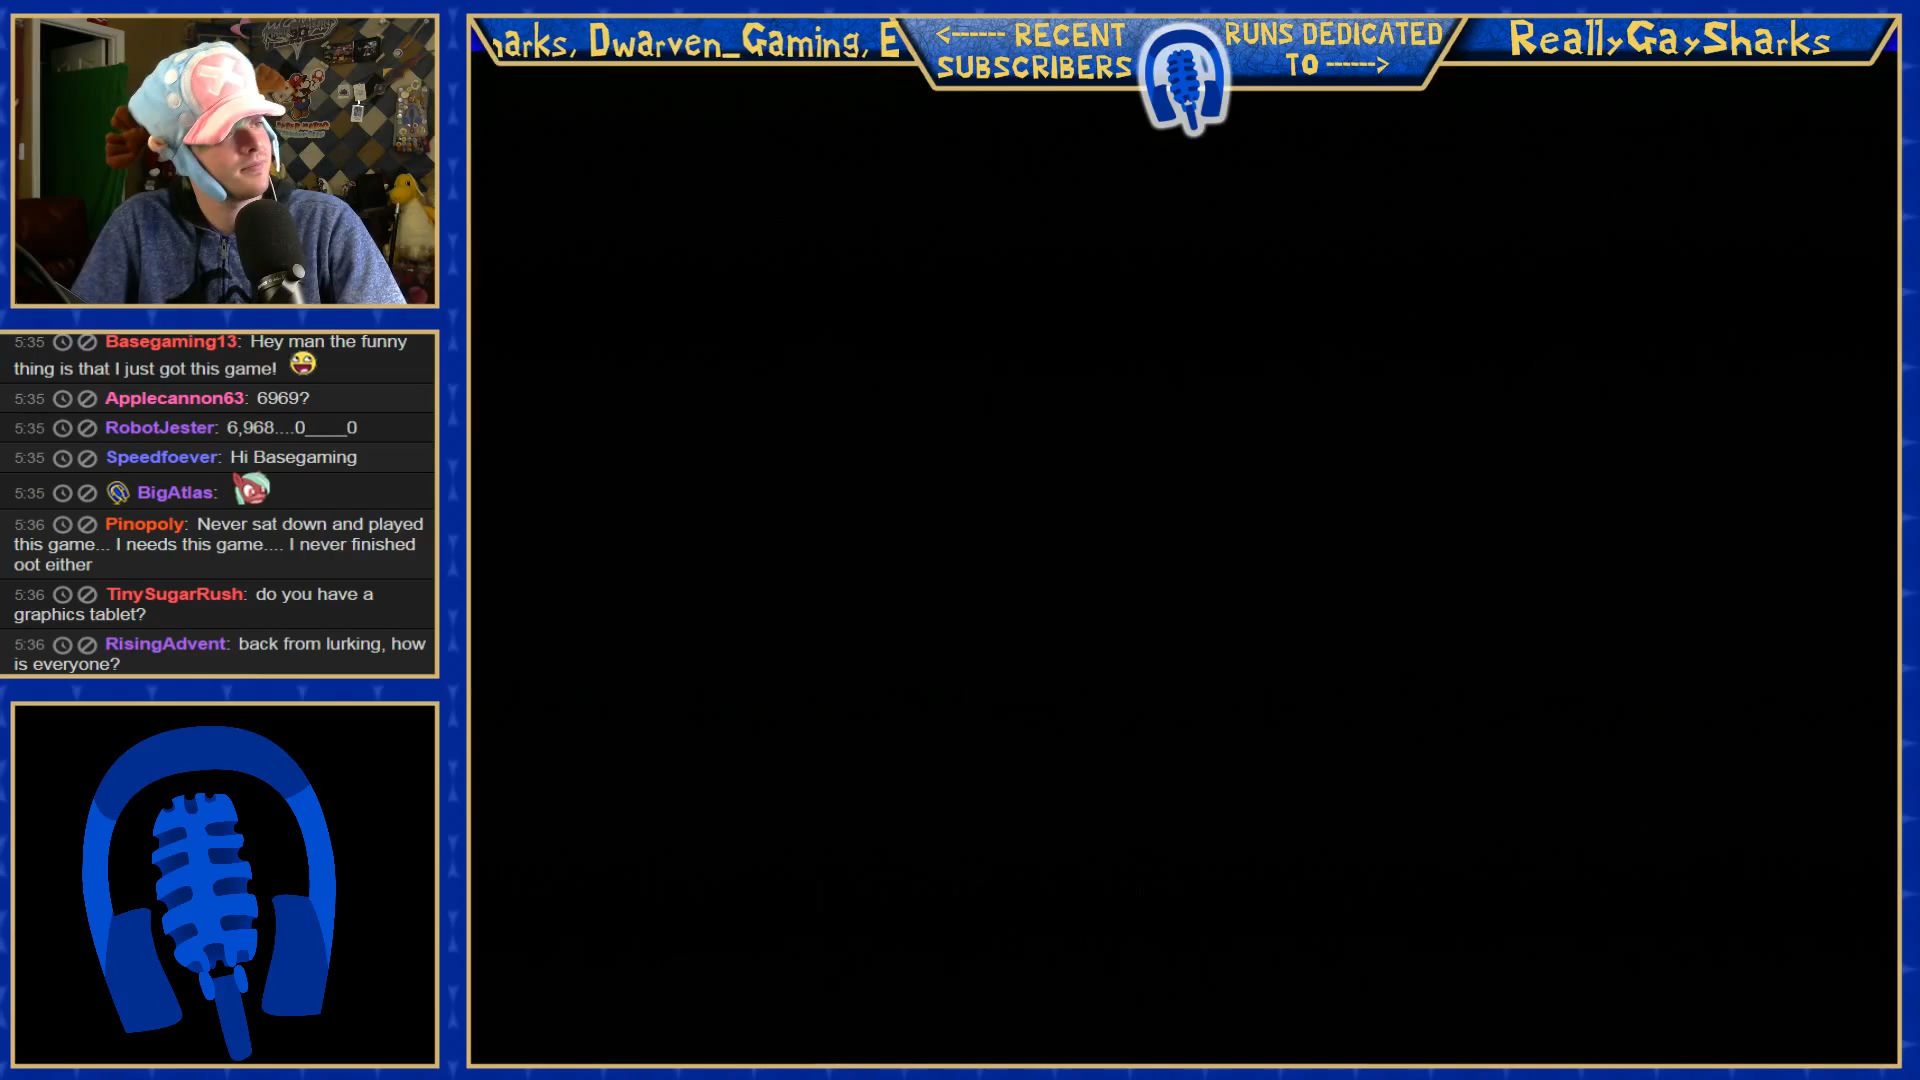 harks, Dwarven_Gaming, E
<------ RECENT
SUBSCRIBERS
RUNS DEDICATED
TO ------>
ReallyGaySharks
5:35 Basegaming13: Hey man the funny
thing is that I just got this game!
5:35 Applecannon63: 6969?
5:35 RobotJester: 6,968....0____0
5:35 Speedfoever: Hi Basegaming
5:35 BigAtlas:
5:36 Pinopoly: Never sat down and played
this game... I needs this game.... I never finished
oot either
5:36 TinySugarRush: do you have a
graphics tablet?
5:36 RisingAdvent: back from lurking, how
is everyone?